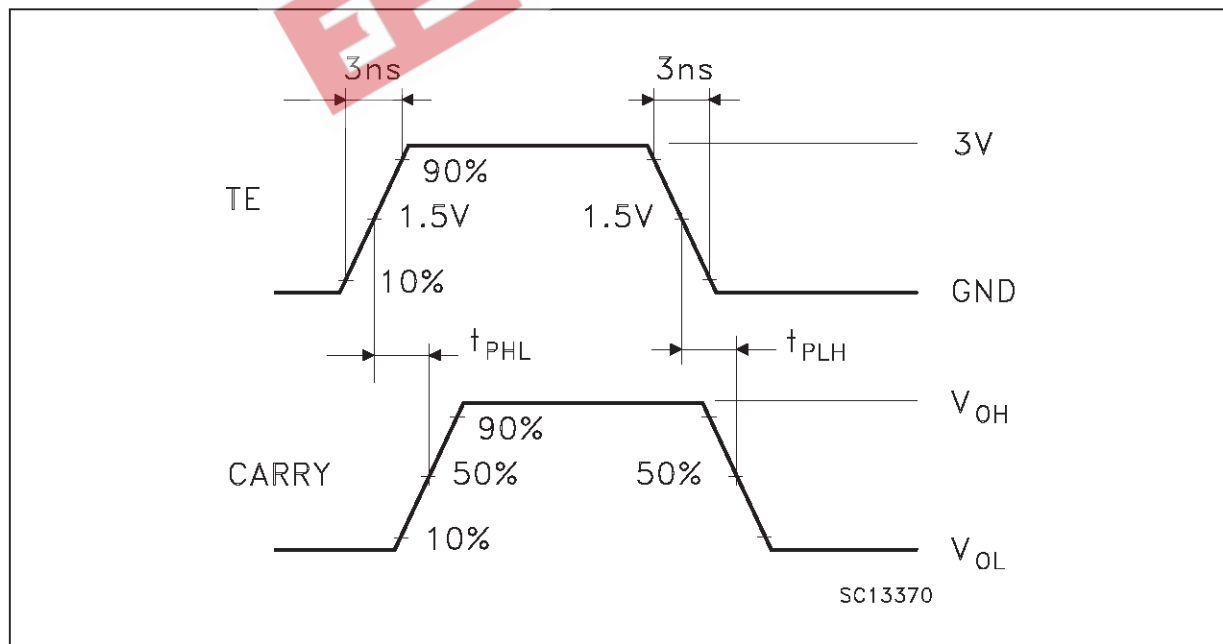 3ns 3ns
3V
90%
TE
1.5V 1.5V
10%
GND
tPHL tPLH
VOH
90%
CARRY 50% 50%
10%
VOL
SC13370